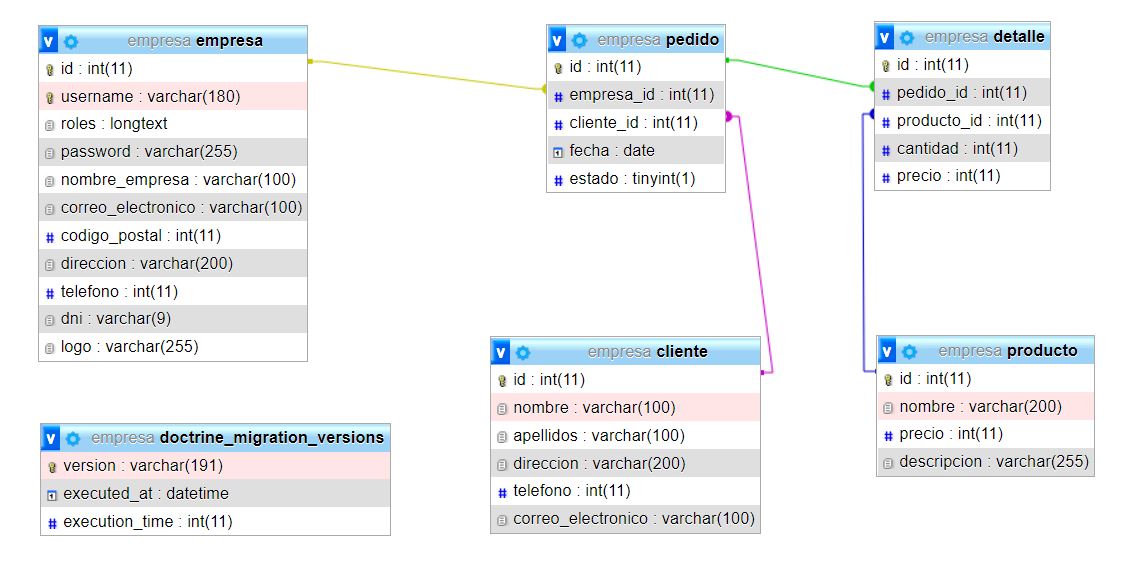 empresa empresa
id : int(11)
username : varchar(180)
roles : longtext
password : varchar(255)
nombre_empresa : varchar(100)
correo_electronico : varchar(100)
codigo_postal : int(11)
direccion : varchar(200)
telefono : int(11)
dni : varchar(9)
logo : varchar(255)
empresa pedido
id : int(11)
empresa_id : int(11)
cliente_id : int(11)
fecha : date
estado : tinyint(1)
empresa detalle
id : int(11)
pedido_id : int(11)
producto_id : int(11)
cantidad : int(11)
precio : int(11)
empresa cliente
id : int(11)
nombre : varchar(100)
apellidos : varchar(100)
direccion : varchar(200)
telefono : int(11)
correo_electronico : varchar(100)
empresa producto
id : int(11)
nombre : varchar(200)
precio : int(11)
descripcion : varchar(255)
empresa doctrine_migration_versions
version : varchar(191)
executed_at : datetime
execution_time : int(11)